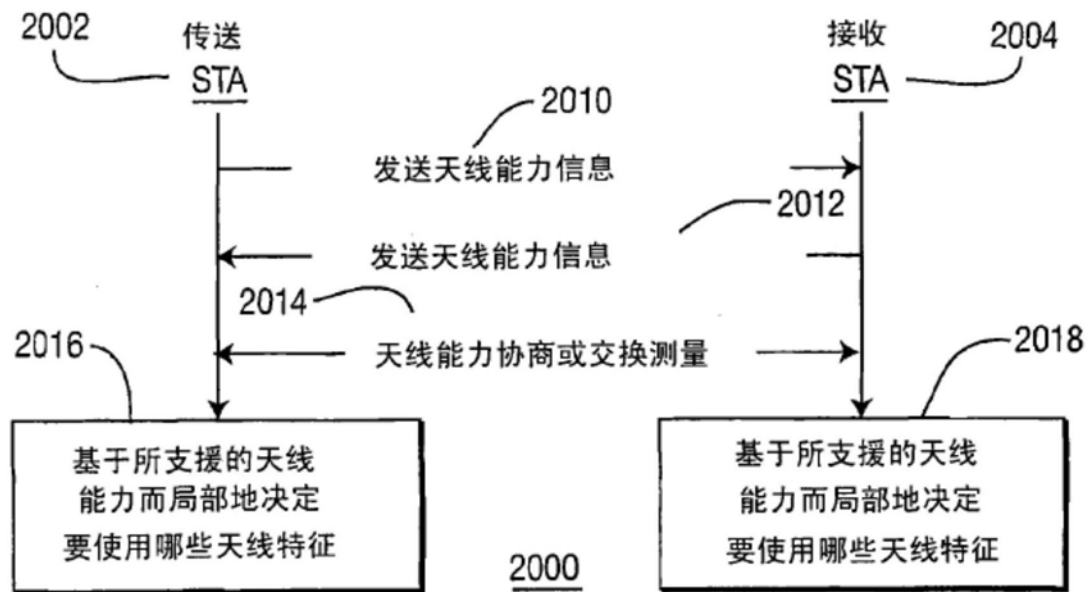 2002 传送 接收 2004
STA STA
2010
发送天线能力信息
2012
发送天线能力信息
2014
2016 天线能力协商或交换测量 2018
基于所支援的天线
能力而局部地决定
要使用哪些天线特征
基于所支援的天线
能力而局部地决定
要使用哪些天线特征
2000